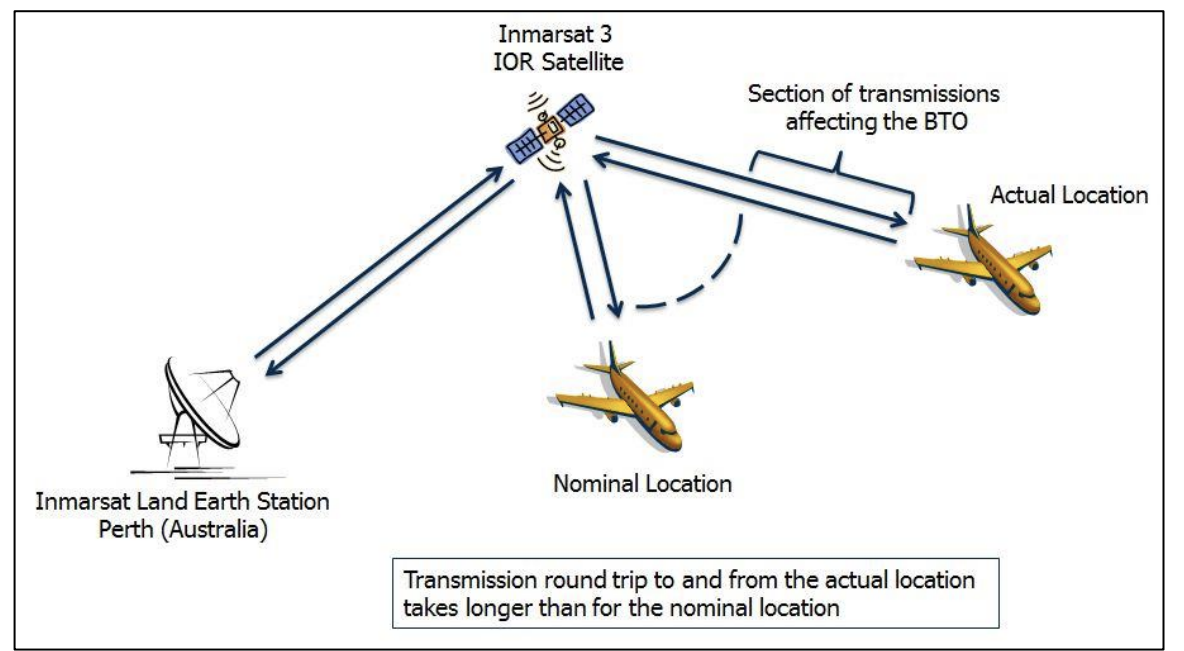 Inmarsat 3
IOR Satellite
Section of transmissions
affecting the BTO
Actual Location
Nominal Location
Inmarsat Land Earth Station
Perth (Australia)
Transmission round trip to and from the actual location
takes longer than for the nominal location